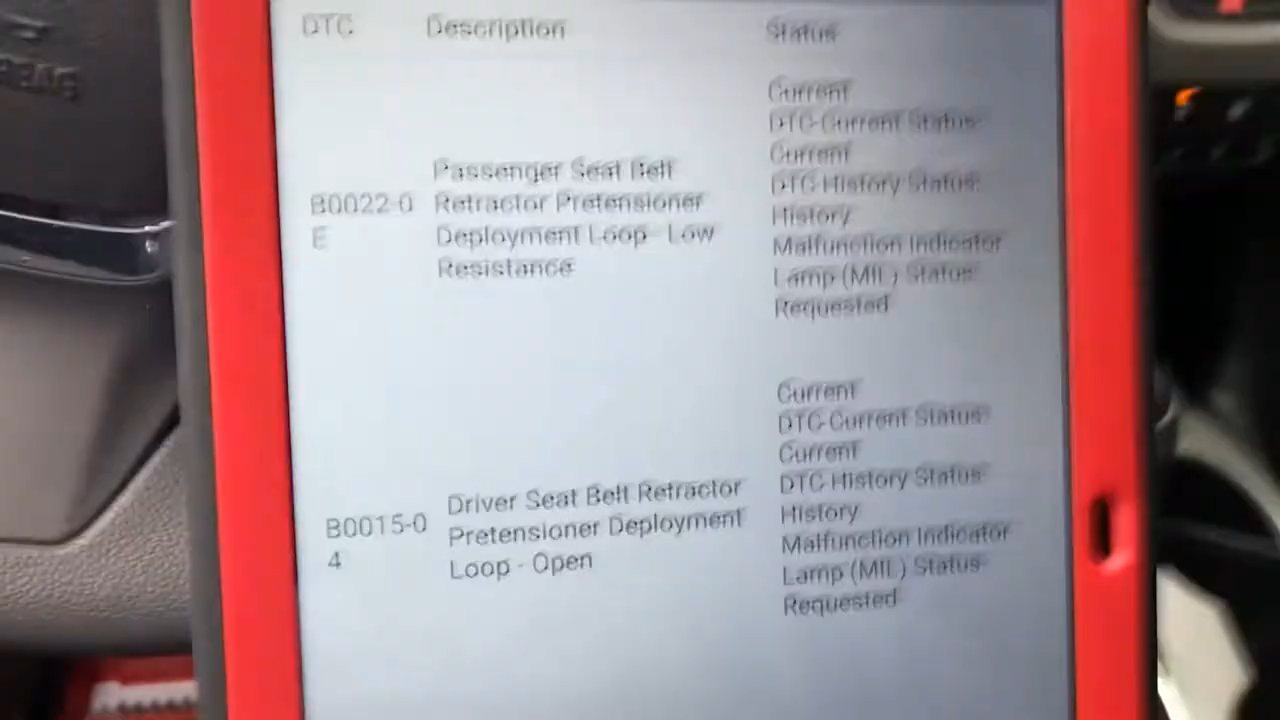 DTC Description Status
Current
DTC Current Status:
Current
DTC History Status:
History
Malfunction Indicator
Lamp (MIL) Status:
Requested
B0022-0
E
Passenger Seat Belt
Retractor Pretensioner
Deployment Loop - Low
Resistance
Current
DTC Current Status:
Current
DTC History Status:
History
Malfunction Indicator
Lamp (MIL) Status:
Requested
B0015-0
4
Driver Seat Belt Retractor
Pretensioner Deployment
Loop - Open